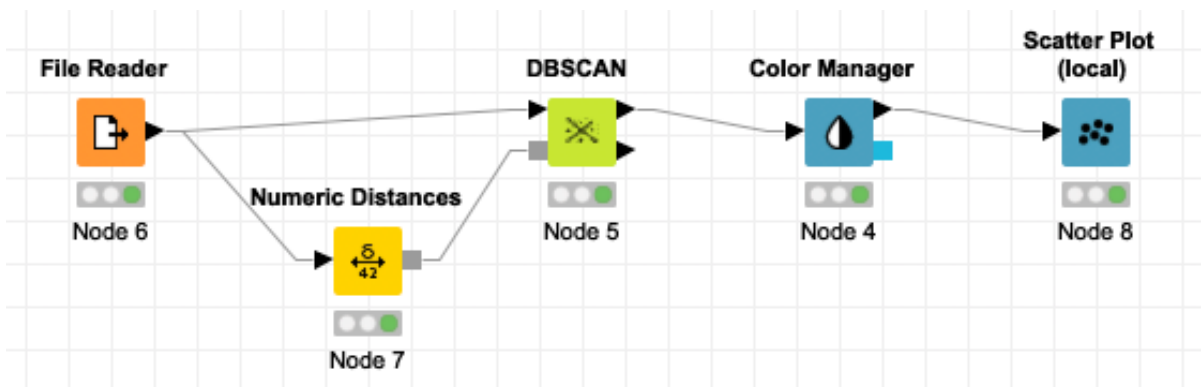 File Reader
Node 6
Numeric Distances
δ
42
Node 7
DBSCAN
Node 5
Color Manager
Node 4
Scatter Plot
(local)
Node 8